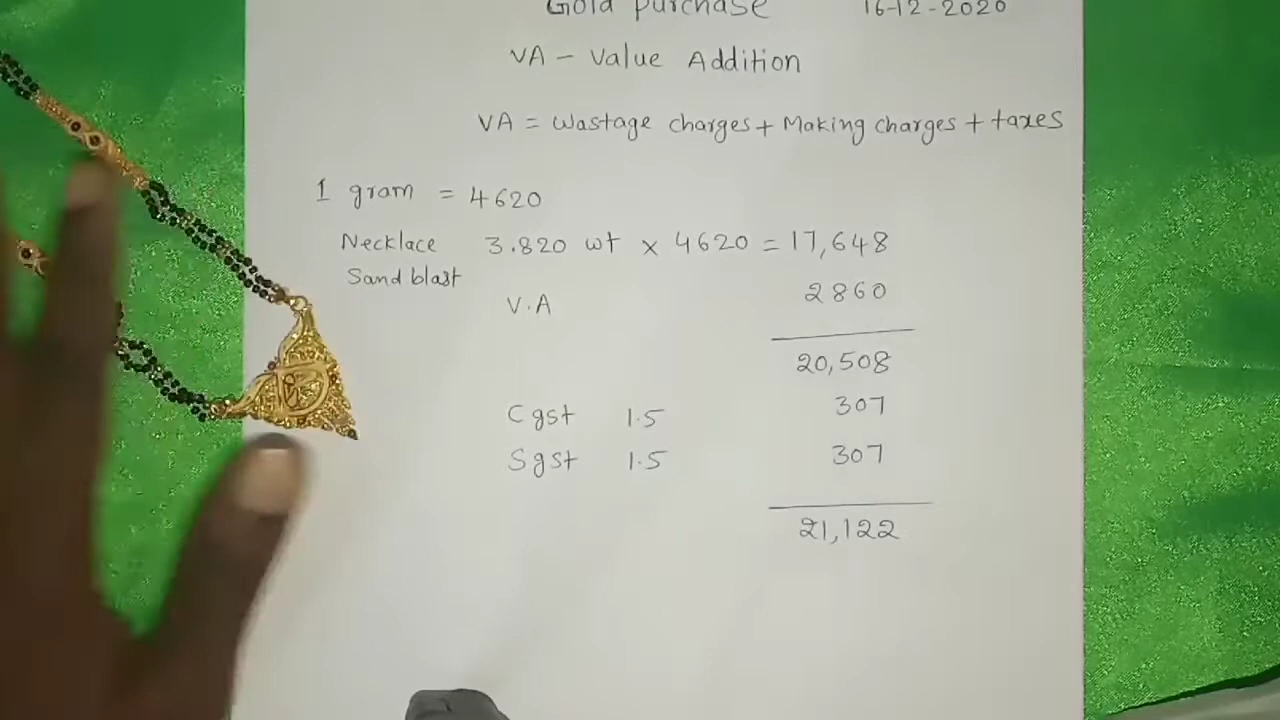 Gold Purchase 16-12-2020
VA - Value Addition
VA = Wastage charges + Making charges + taxes
1 gram = 4620
Necklace 3.820 wt x 4620 = 17,648
Sand blast
V.A 2860
20,508
Cgst 1.5 307
Sgst 1.5 307
21,122